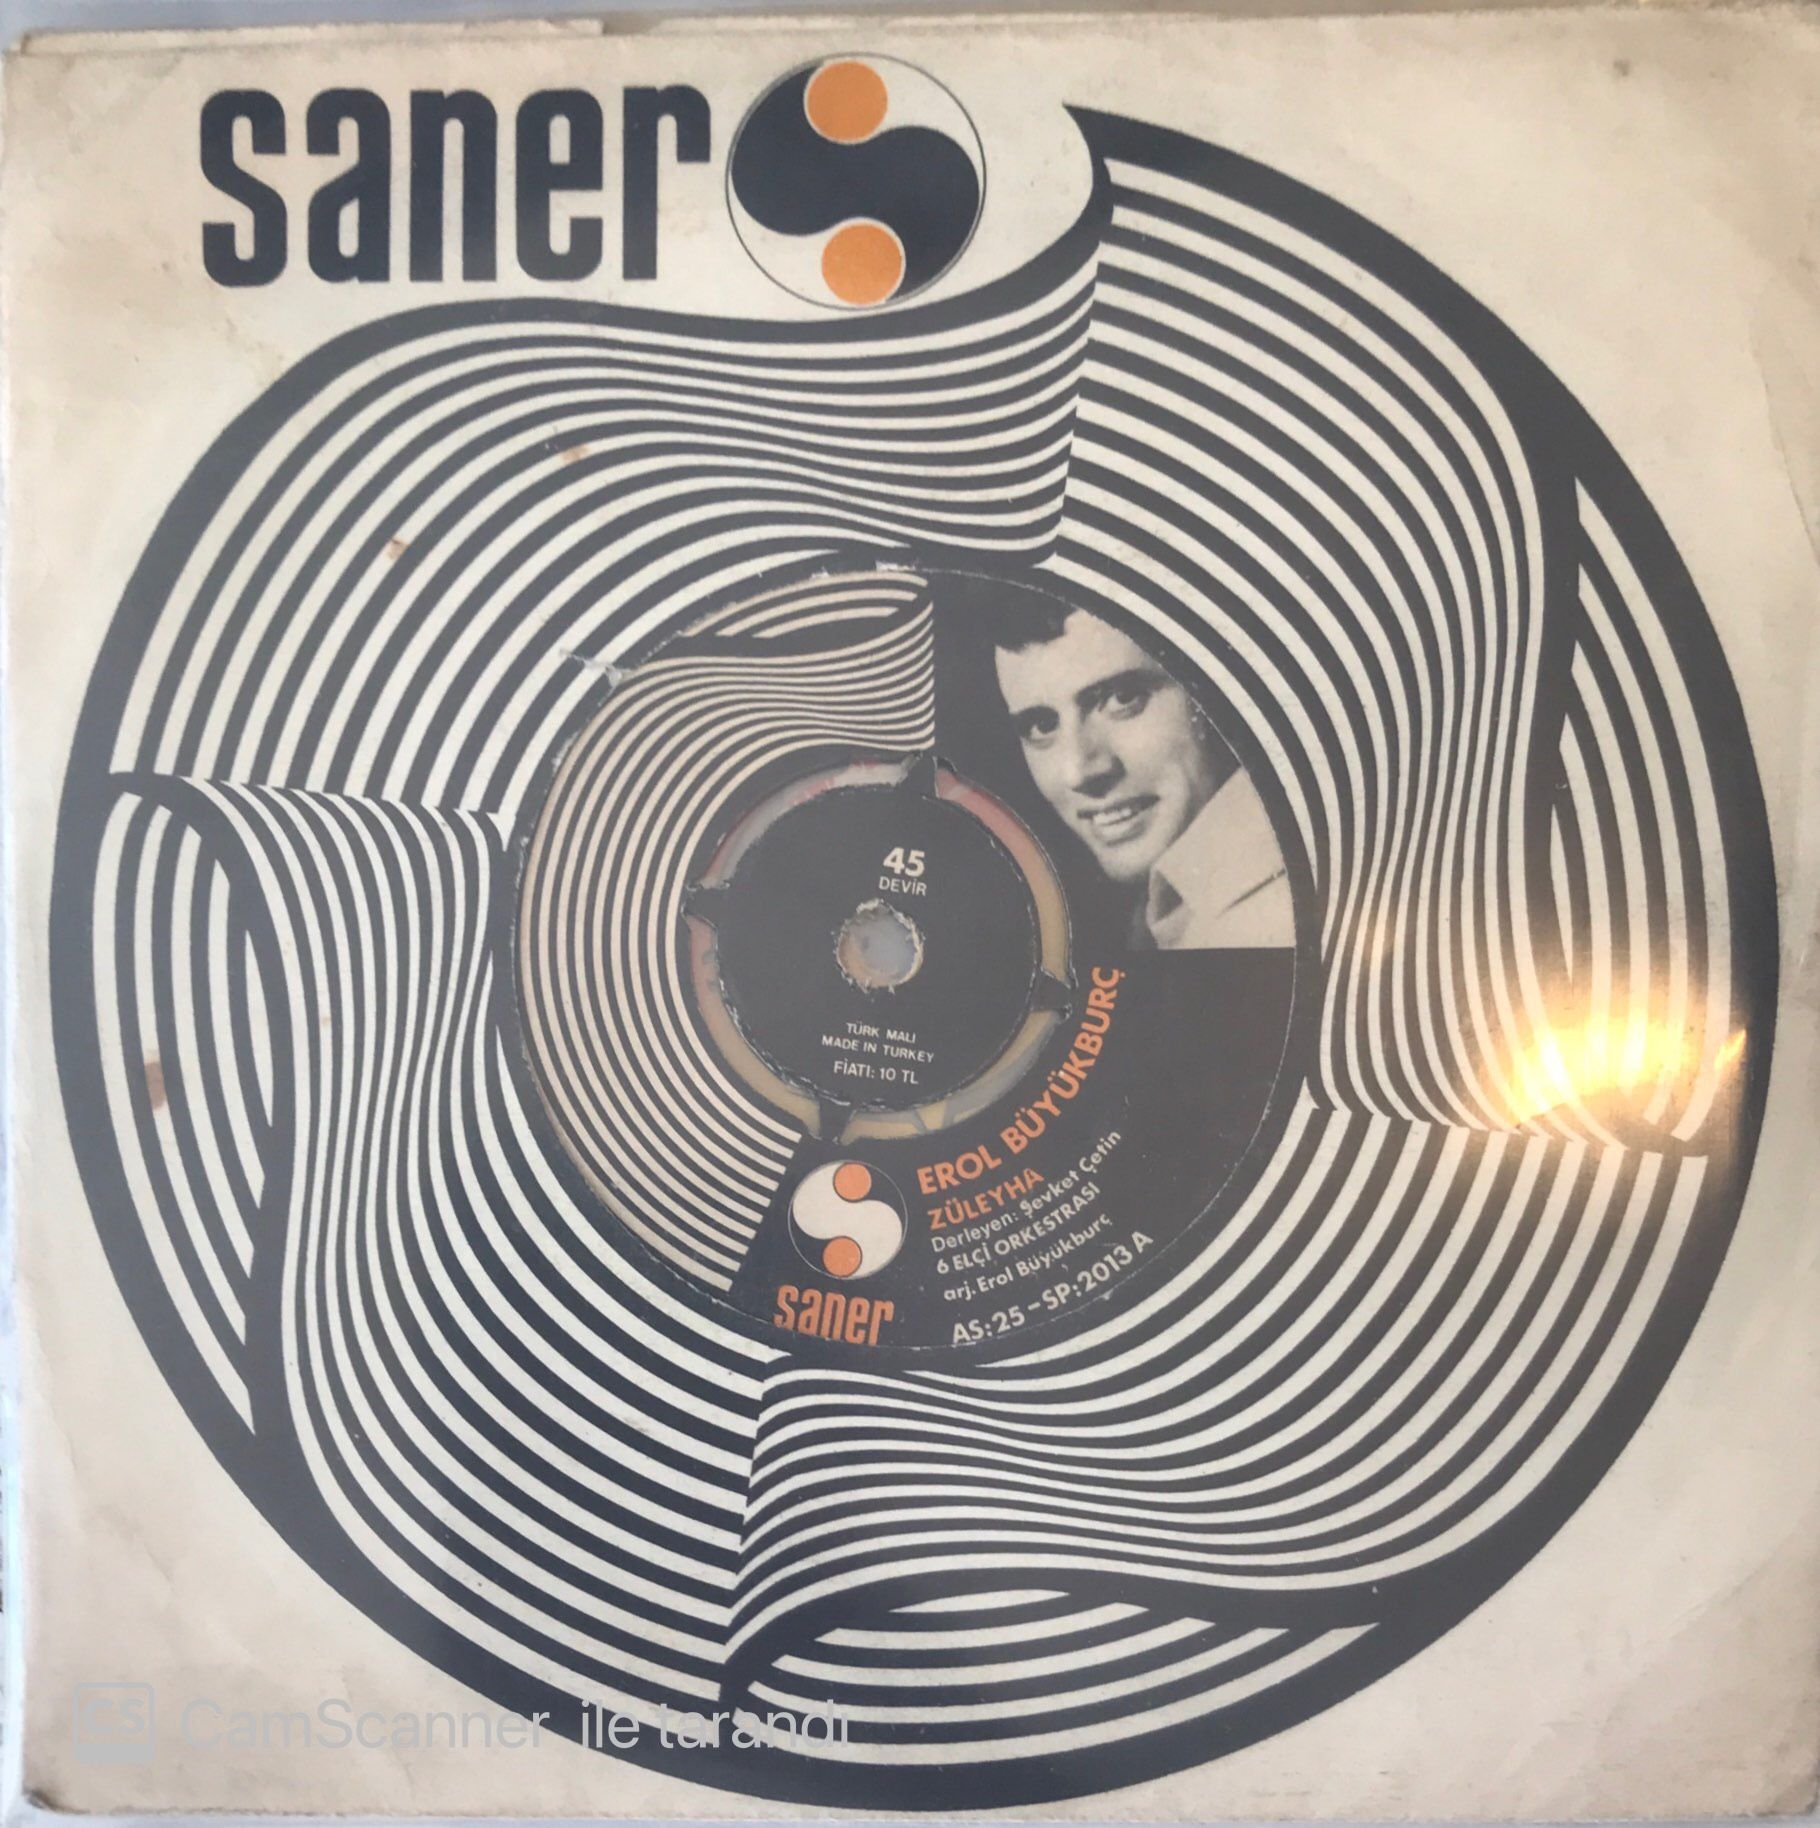 saner
45
DEVİR
TÜRK MALI
MADE IN TURKEY
FİATI: 10 TL
EROL BÜYÜKBURÇ
ZÜLEYHA
Derleyen: Şevket Çetin
6 ELÇİ ORKESTRASI
arj. Erol Büyükburç
AS:25-SP:2013 A
saner
CS CamScanner ile tarandı